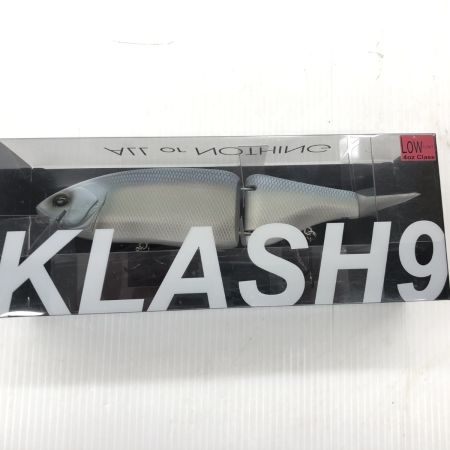 ALL or NOTHING
LOW
4oz Class
KLASH9